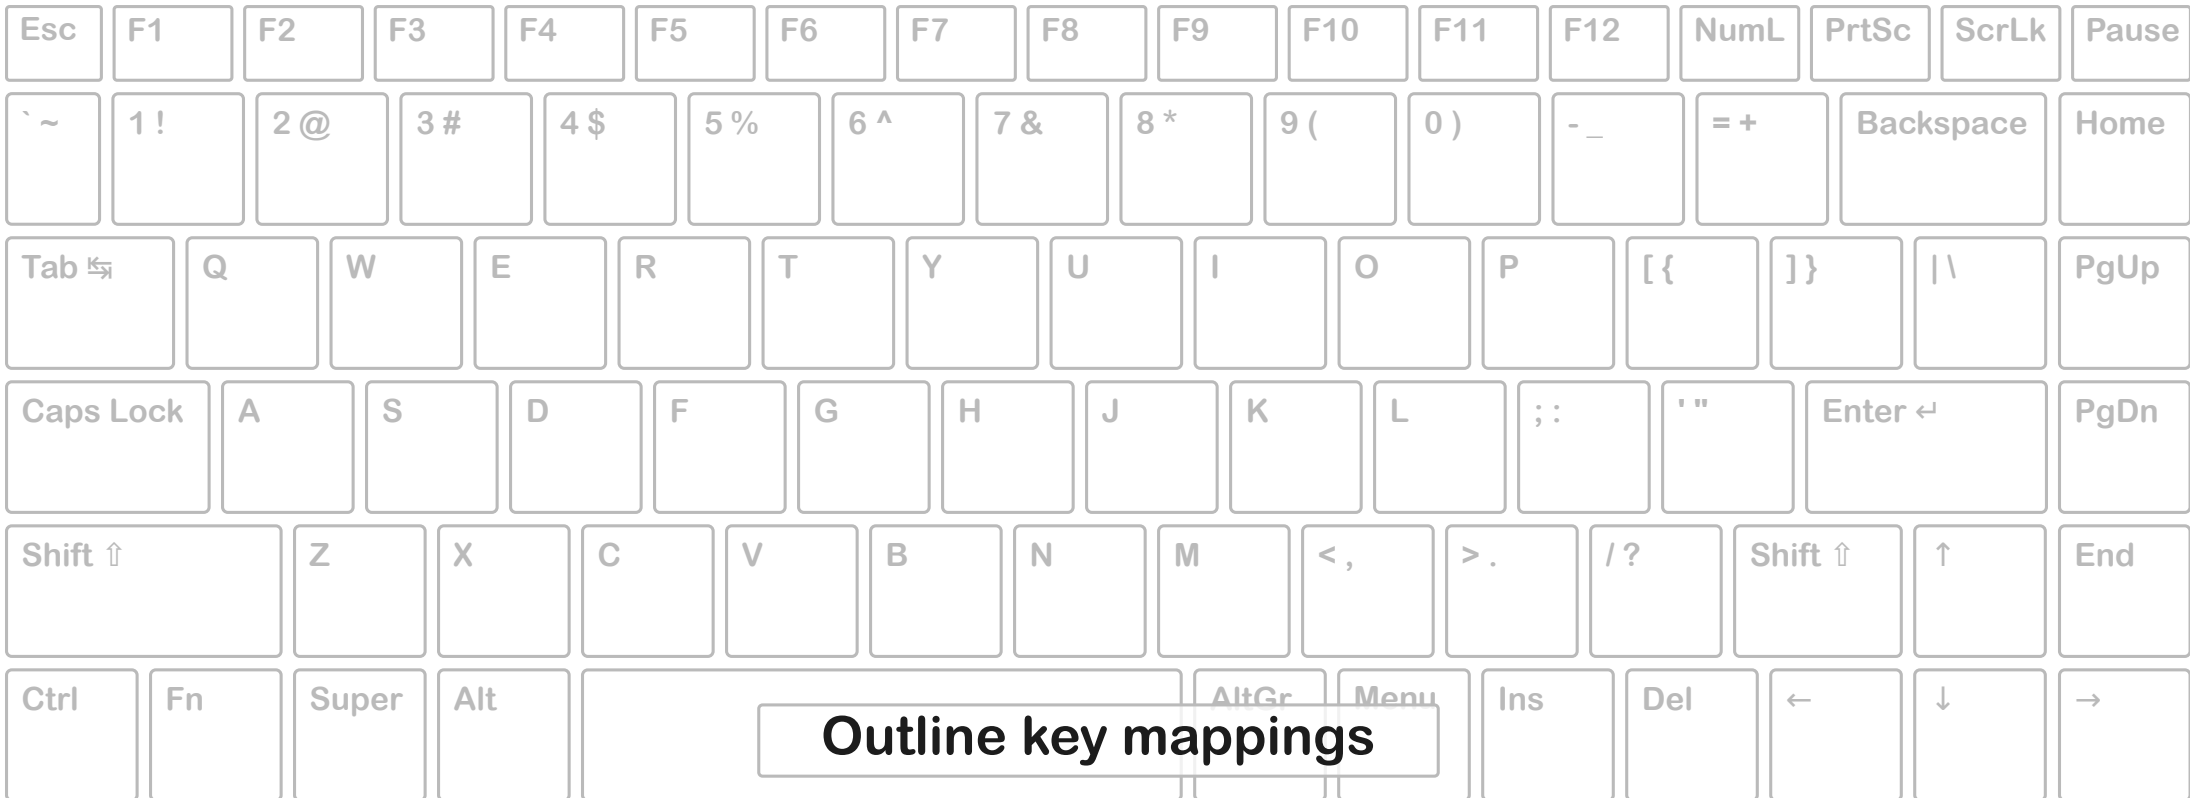 Esc F1 F2 F3 F4 F5 F6 F7 F8 F9 F10 F11 F12 NumL PrtSc ScrLk Pause
` ~ 1 ! 2 @ 3 # 4 $ 5 % 6 ^ 7 & 8 * 9 ( 0 ) - _ = + Backspace Home
Tab ↹ Q W E R T Y U I O P [ { ] } | \ PgUp
Caps Lock A S D F G H J K L ; : ' " Enter ↵ PgDn
Shift ⇧ Z X C V B N M < , > . / ? Shift ⇧ ↑ End
Ctrl Fn Super Alt AltGr Menu Ins Del ← ↓ →
Outline key mappings